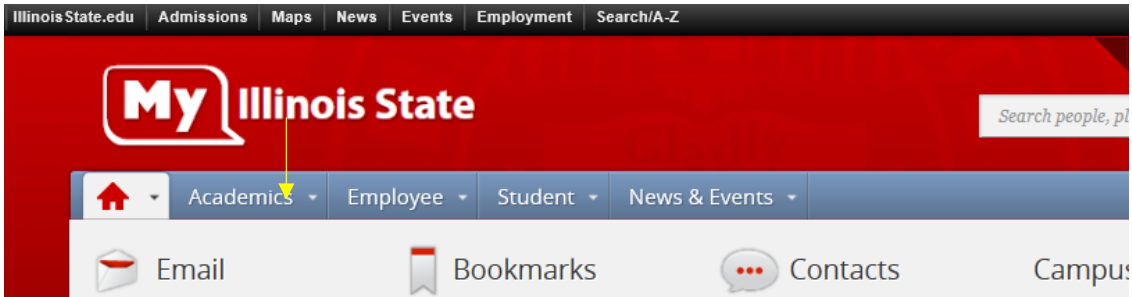 IllinoisState.edu Admissions Maps News Events Employment Search/A-Z
My Illinois State
Search people, pl
Gladly
Academics Employee Student News & Events
Email Bookmarks Contacts Campus